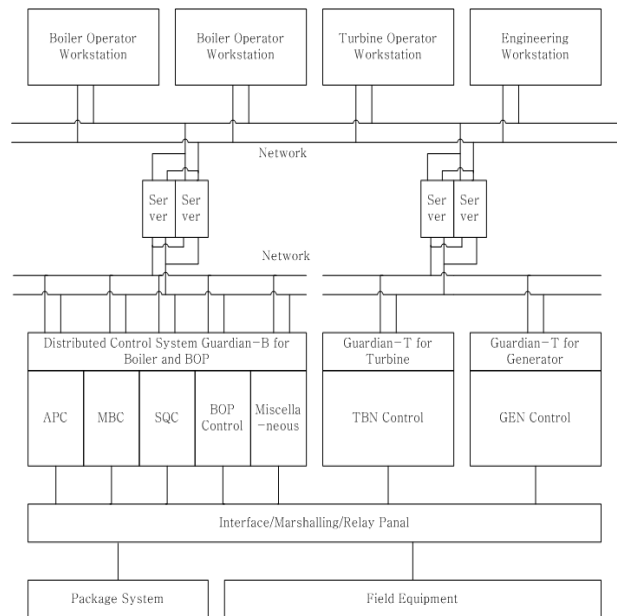 Boiler Operator
Workstation
Boiler Operator
Workstation
Turbine Operator
Workstation
Engineering
Workstation
Network
Ser
ver
Ser
ver
Ser
ver
Ser
ver
Network
Distributed Control System Guardian-B for
Boiler and BOP
Guardian-T for
Turbine
Guardian-T for
Generator
APC
MBC
SQC
BOP
Control
Miscella
-neous
TBN Control
GEN Control
Interface/Marshalling/Relay Panal
Package System
Field Equipment